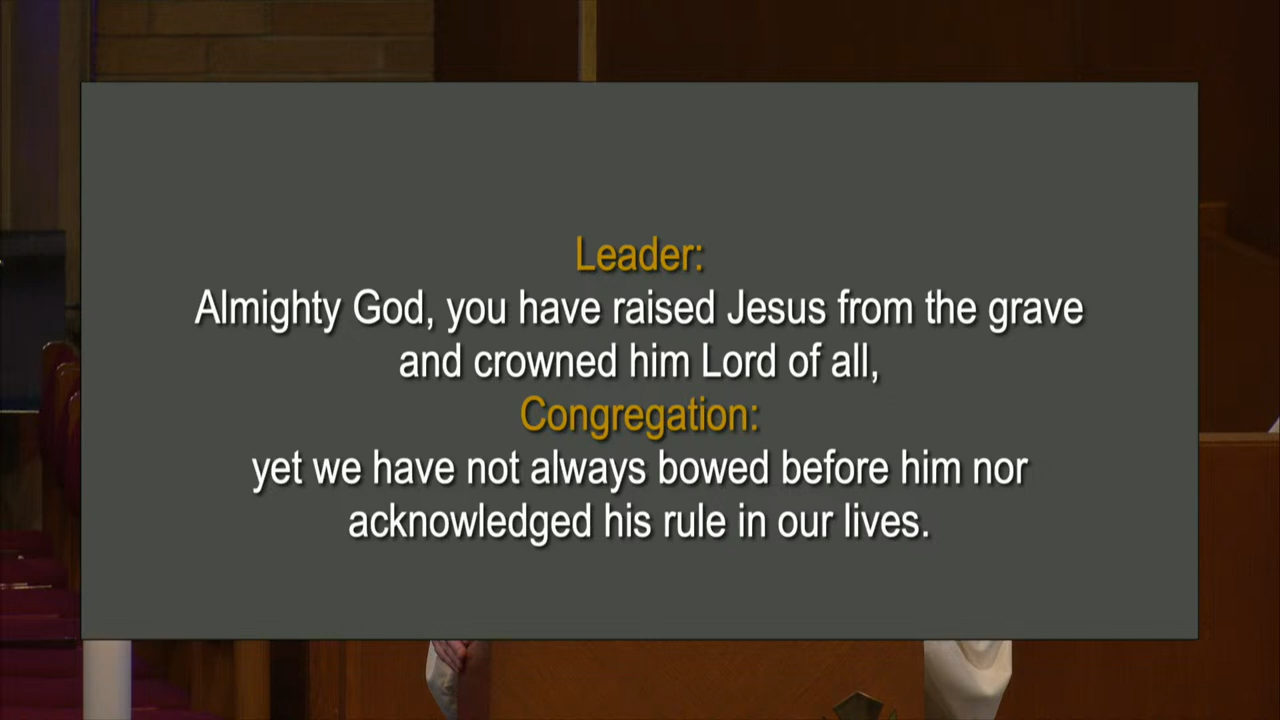 Leader:
Almighty God, you have raised Jesus from the grave
and crowned him Lord of all,
Congregation:
yet we have not always bowed before him nor
acknowledged his rule in our lives.